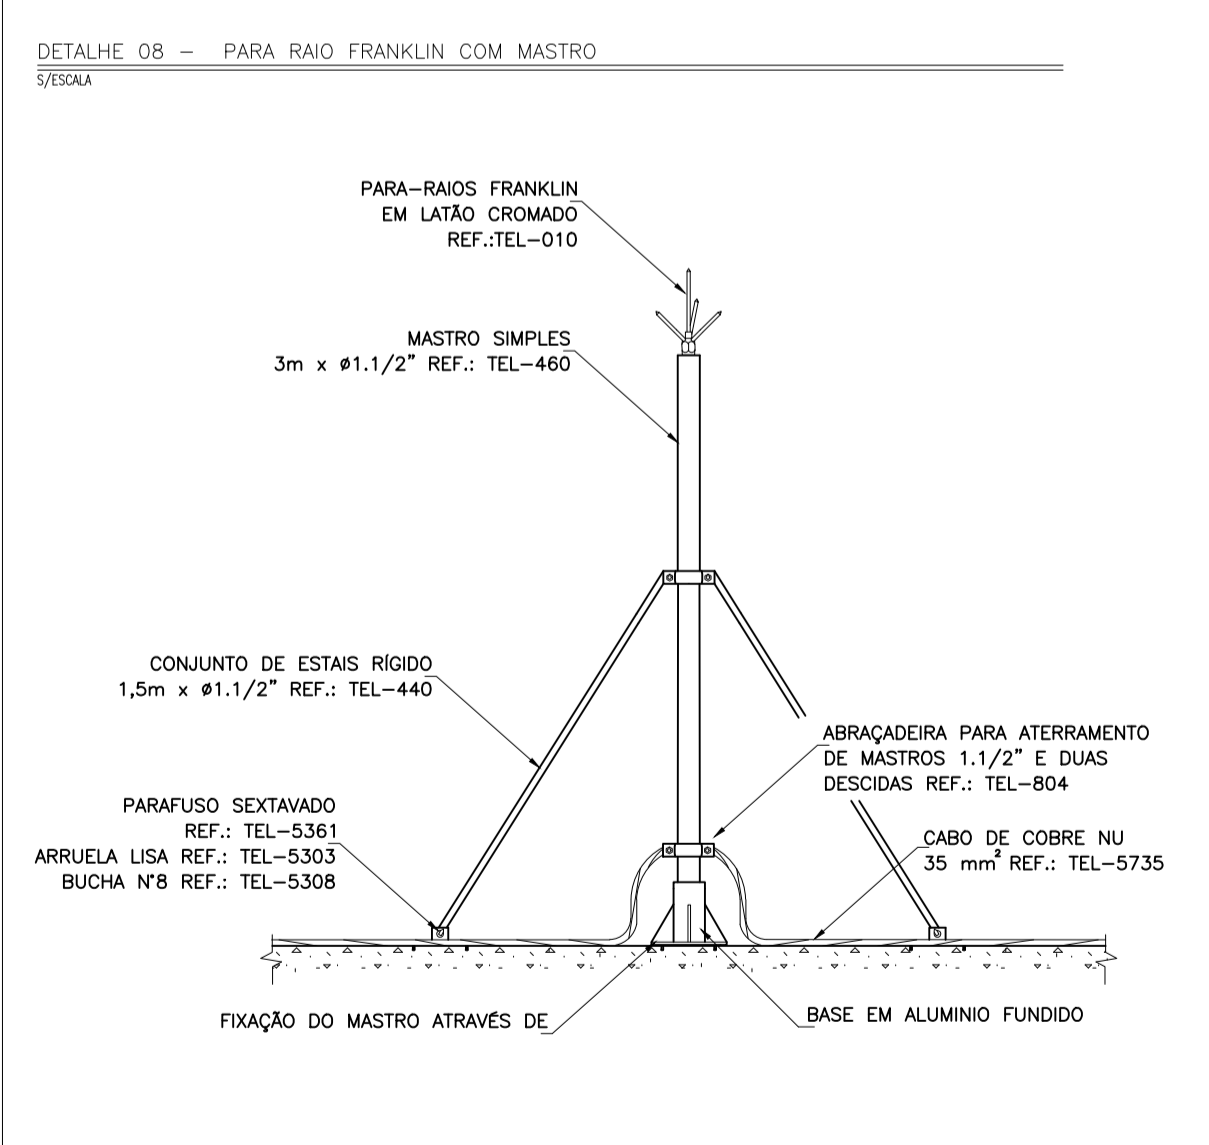 DETALHE 08 - PARA RAIO FRANKLIN COM MASTRO
S/ESCALA
PARA-RAIOS FRANKLIN
EM LATÃO CROMADO
REF.:TEL-010
MASTRO SIMPLES
3m x ø1.1/2" REF.: TEL-460
CONJUNTO DE ESTAIS RÍGIDO
1,5m x ø1.1/2" REF.: TEL-440
ABRAÇADEIRA PARA ATERRAMENTO
DE MASTROS 1.1/2" E DUAS
DESCIDAS REF.: TEL-804
PARAFUSO SEXTAVADO
REF.: TEL-5361
ARRUELA LISA REF.: TEL-5303
BUCHA N°8 REF.: TEL-5308
CABO DE COBRE NU
35 mm² REF.: TEL-5735
FIXAÇÃO DO MASTRO ATRAVÉS DE
BASE EM ALUMINIO FUNDIDO